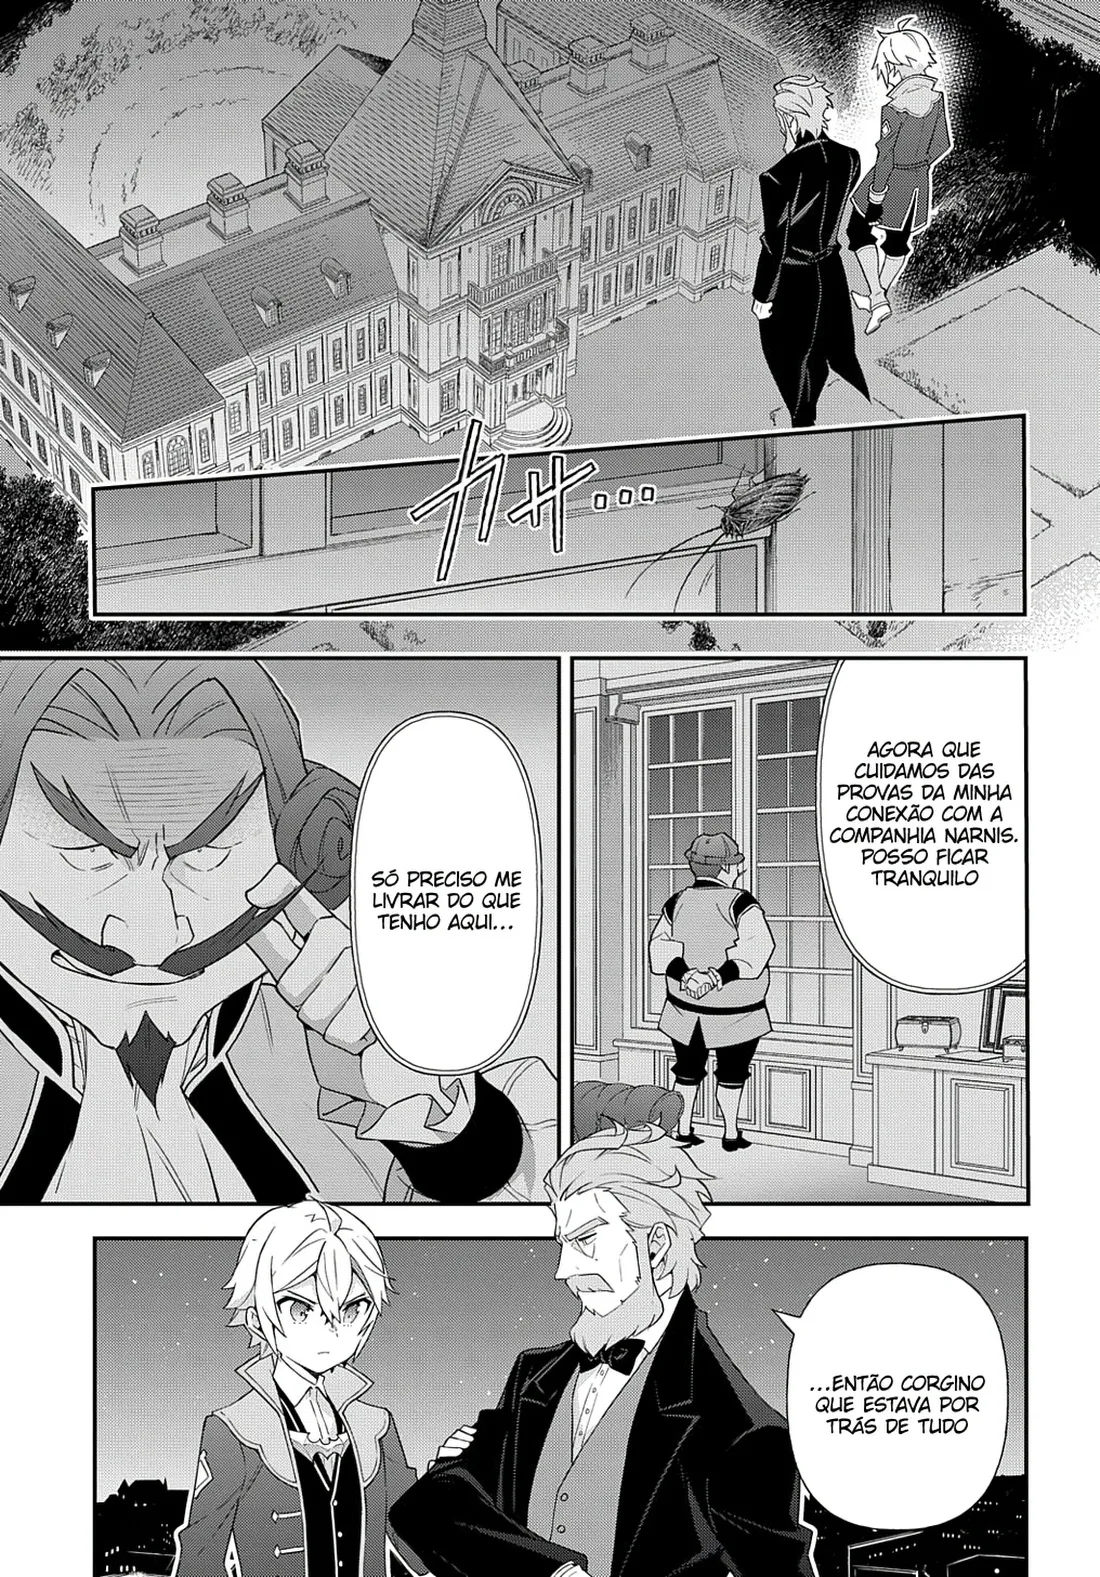 カサ...
AGORA QUE
CUIDAMOS DAS
PROVAS DA MINHA
CONEXÃO COM A
COMPANHIA NARNIS.
POSSO FICAR
TRANQUILO
SÓ PRECISO ME
LIVRAR DO QUE
TENHO AQUI...
...ENTÃO CORGINO
QUE ESTAVA POR
TRÁS DE TUDO